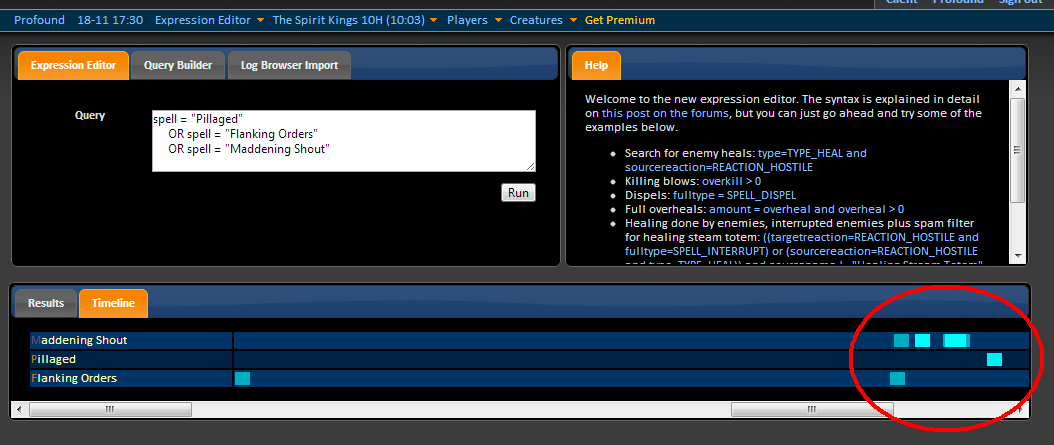 Client Profound Sign out
Profound 18-11 17:30 Expression Editor The Spirit Kings 10H (10:03) Players Creatures Get Premium
Expression Editor Query Builder Log Browser Import
Help
Query
spell = "Pillaged"
OR spell = "Flanking Orders"
OR spell = "Maddening Shout"
Run
Welcome to the new expression editor. The syntax is explained in detail
on this post on the forums, but you can just go ahead and try some of the
examples below.
Search for enemy heals: type=TYPE_HEAL and
sourcereaction=REACTION_HOSTILE
Killing blows: overkill > 0
Dispels: fulltype = SPELL_DISPEL
Full overheals: amount = overheal and overheal > 0
Healing done by enemies, interrupted enemies plus spam filter
for healing steam totem: ((targetreaction=REACTION_HOSTILE and
fulltype=SPELL_INTERRUPT) or (sourcereaction=REACTION_HOSTILE
Results Timeline
Maddening Shout
Pillaged
Flanking Orders